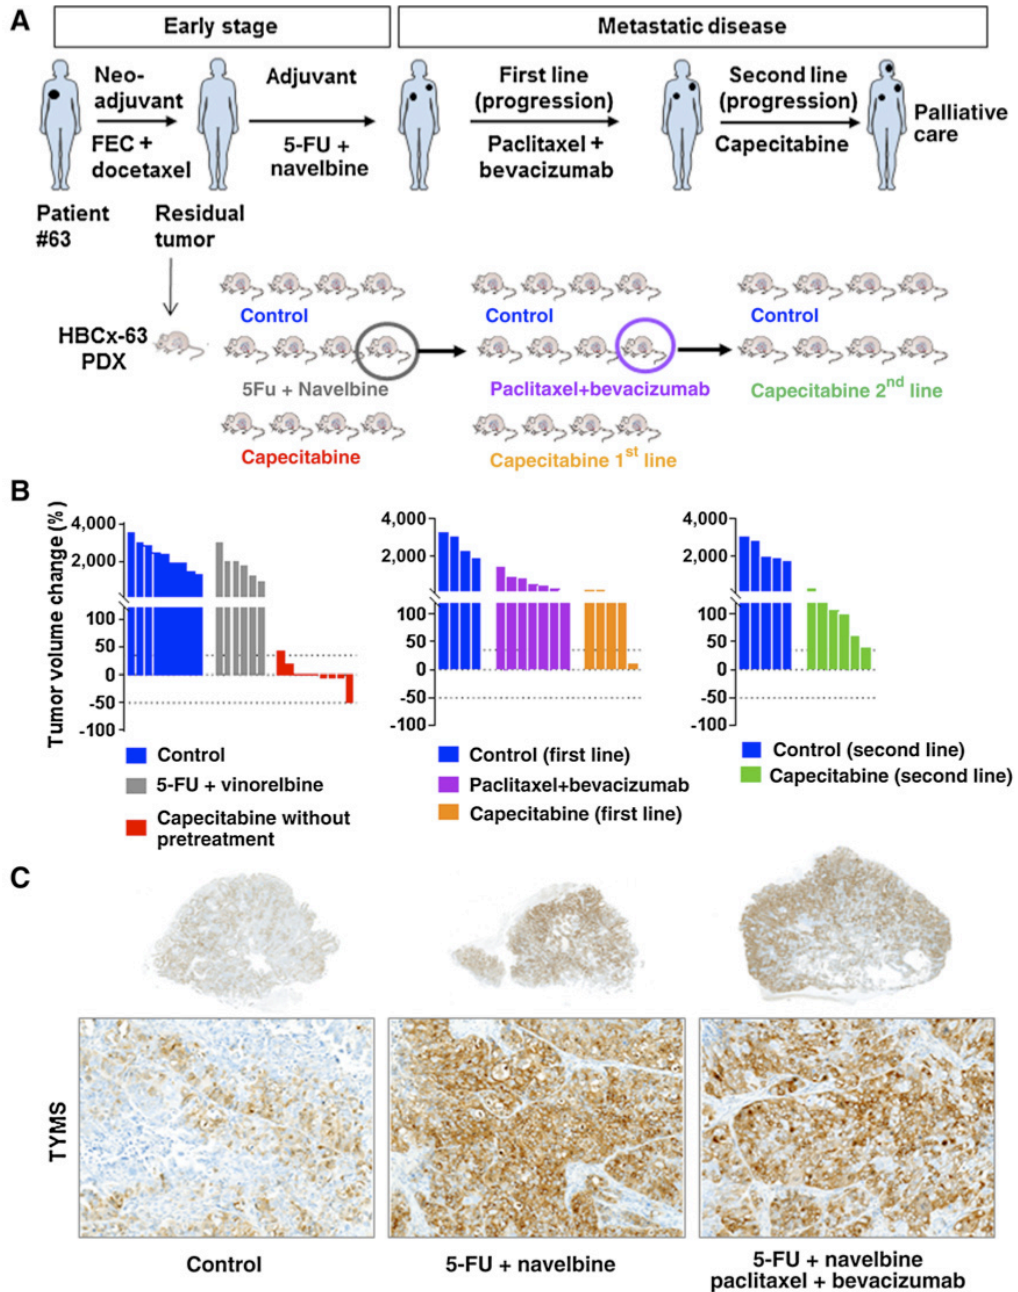 A
Early stage
Metastatic disease
Neo-
adjuvant
FEC +
docetaxel
Adjuvant
5-FU +
navelbine
First line
(progression)
Paclitaxel +
bevacizumab
Second line
(progression)
Capecitabine
Palliative
care
Patient
#63
Residual
tumor
HBCx-63
PDX
Control
Control
Control
5Fu + Navelbine
Paclitaxel+bevacizumab
Capecitabine 2nd line
Capecitabine
Capecitabine 1st line
B
Tumor volume change (%)
4,000
2,000
100
50
0
-50
-100
4,000
2,000
100
50
0
-50
-100
4,000
2,000
100
50
0
-50
-100
Control
5-FU + vinorelbine
Capecitabine without
pretreatment
Control (first line)
Paclitaxel+bevacizumab
Capecitabine (first line)
Control (second line)
Capecitabine (second line)
C
TYMS
Control
5-FU + navelbine
5-FU + navelbine
paclitaxel + bevacizumab